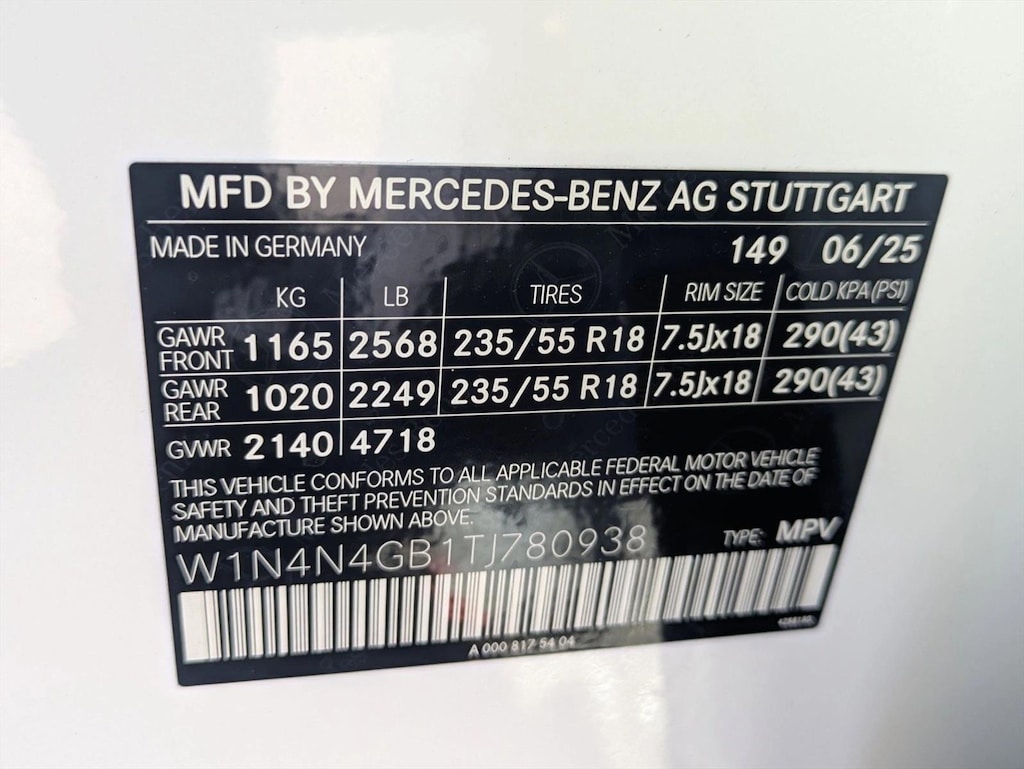 MFD BY MERCEDES-BENZ AG STUTTGART
MADE IN GERMANY 149 06/25
KG LB TIRES RIM SIZE COLD KPA (PSI)
GAWR FRONT 1165 2568 235/55 R18 7.5Jx18 290(43)
GAWR REAR 1020 2249 235/55 R18 7.5Jx18 290(43)
GVWR 2140 4718
THIS VEHICLE CONFORMS TO ALL APPLICABLE FEDERAL MOTOR VEHICLE
SAFETY AND THEFT PREVENTION STANDARDS IN EFFECT ON THE DATE OF
MANUFACTURE SHOWN ABOVE.
W1N4N4GB1TJ780938 TYPE: MPV
A 000 817 54 04